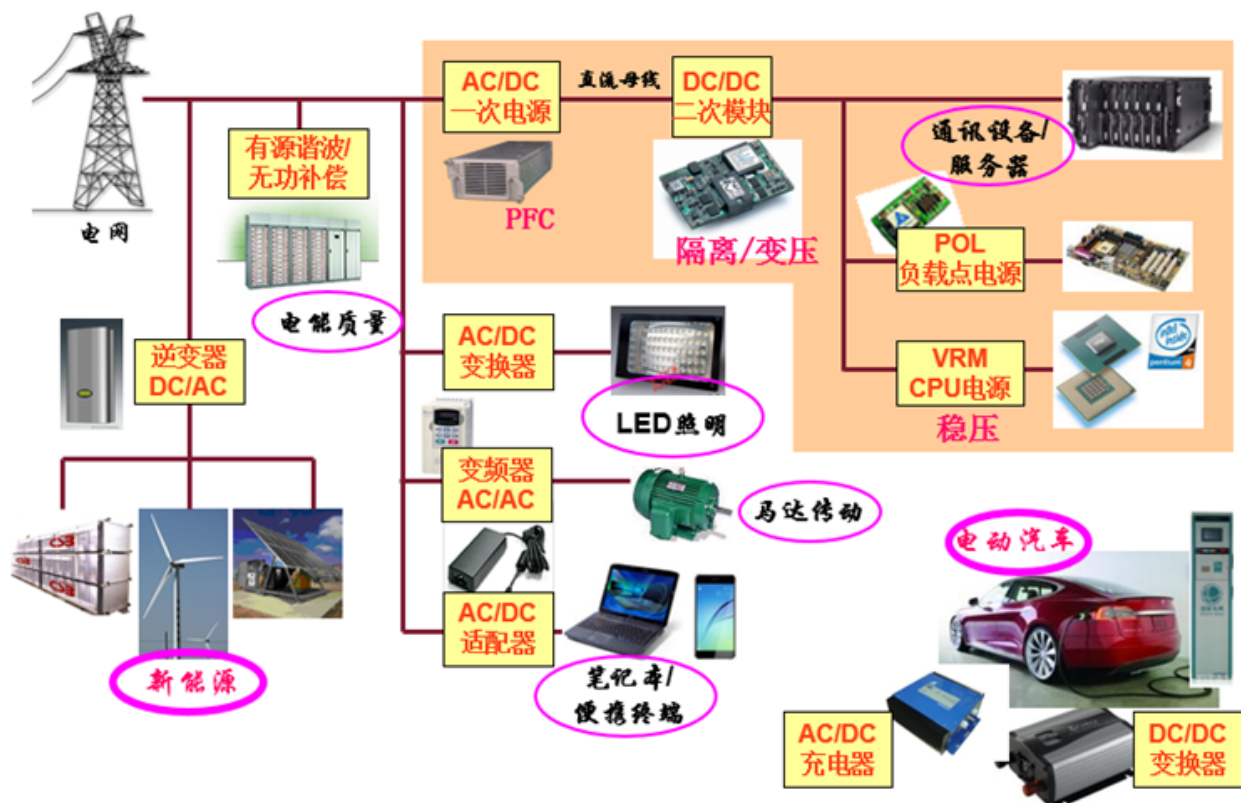 电网
有源谐波/
无功补偿
电能质量
AC/DC
一次电源
PFC
直流母线
DC/DC
二次模块
隔离/变压
通讯设备/
服务器
POL
负载点电源
VRM
CPU电源
稳压
pentium 4
逆变器
DC/AC
CSB
CSB
新能源
AC/DC
变换器
LED照明
变频器
AC/AC
马达传动
AC/DC
适配器
笔记本/
便携终端
电动汽车
AC/DC
充电器
DC/DC
变换器